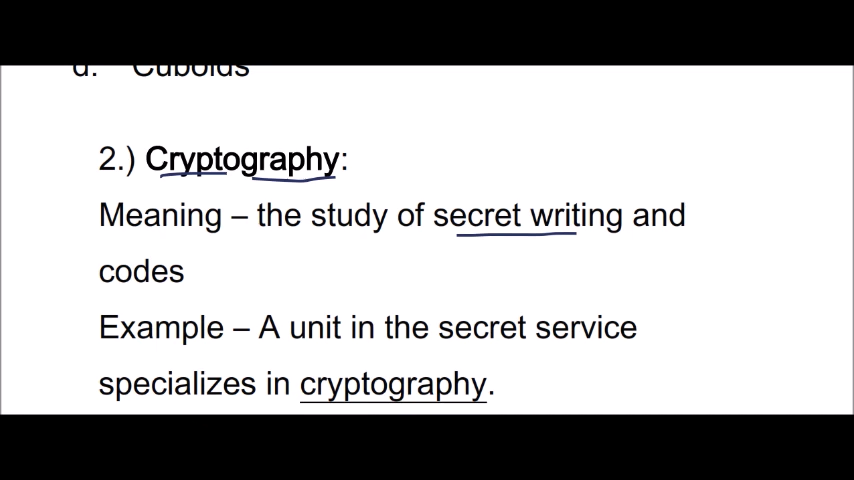 d. Cuboids
2.) Cryptography:
Meaning – the study of secret writing and
codes
Example – A unit in the secret service
specializes in cryptography.